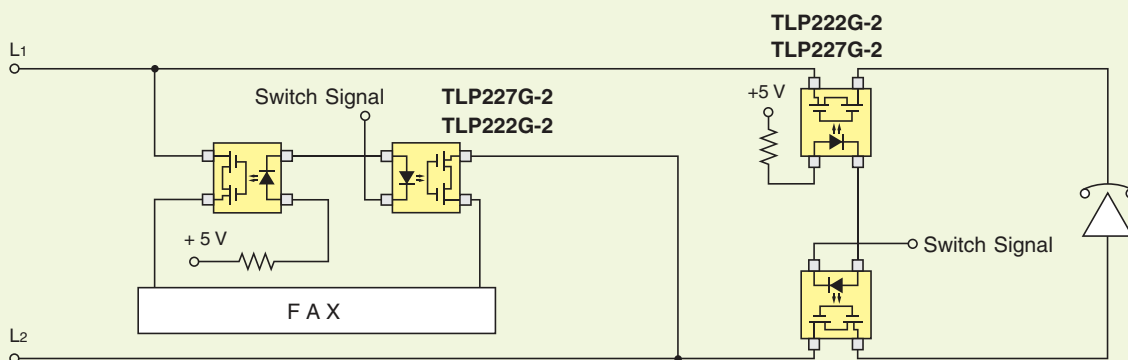 TLP222G-2
TLP227G-2
L1
+5 V
Switch Signal
TLP227G-2
TLP222G-2
+ 5 V
Switch Signal
F A X
L2